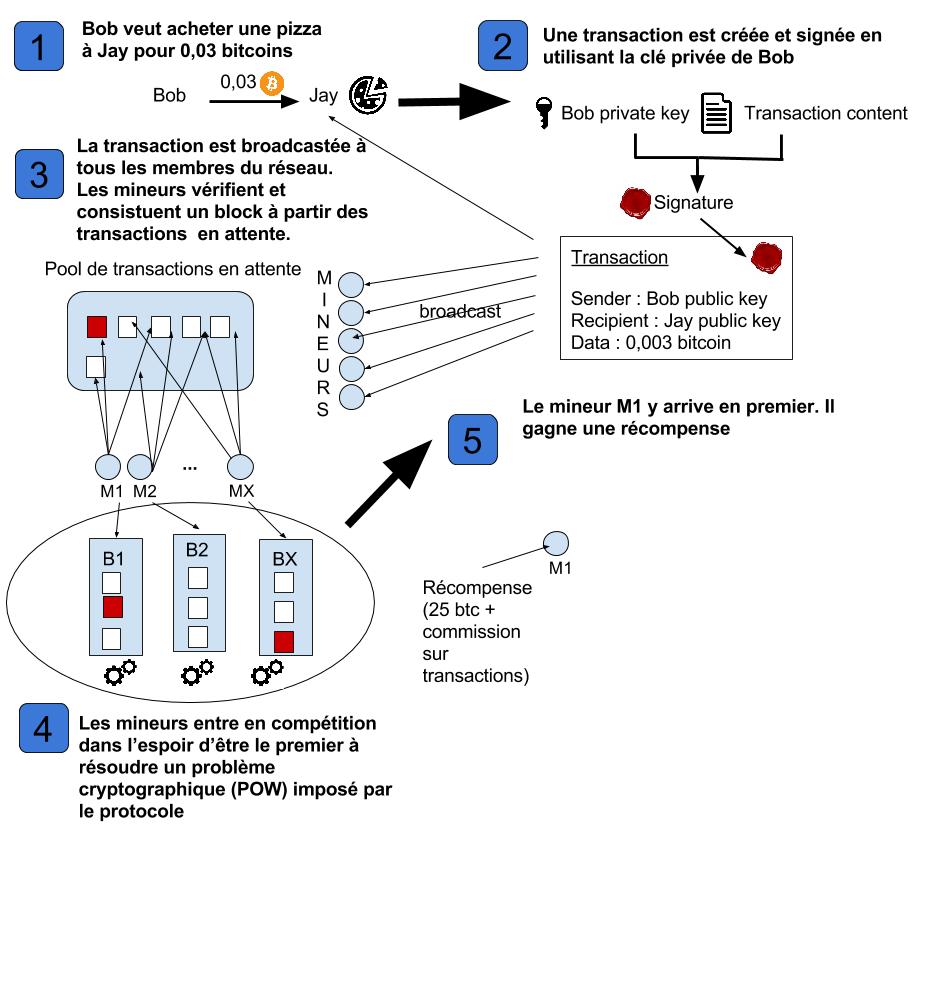 1
Bob veut acheter une pizza
à Jay pour 0,03 bitcoins
0,03
Bob
Jay
2
Une transaction est créée et signée en
utilisant la clé privée de Bob
Bob private key
Transaction content
Signature
Transaction
Sender : Bob public key
Recipient : Jay public key
Data : 0,003 bitcoin
3
La transaction est broadcastée à
tous les membres du réseau.
Les mineurs vérifient et
consistuent un block à partir des
transactions  en attente.
Pool de transactions en attente
M
I
N
E
U
R
S
broadcast
M1
M2
...
MX
B1
B2
BX
4
Les mineurs entre en compétition
dans l'espoir d'être le premier à
résoudre un problème
cryptographique (POW) imposé par
le protocole
5
Le mineur M1 y arrive en premier. Il
gagne une récompense
M1
Récompense
(25 btc +
commission
sur
transactions)